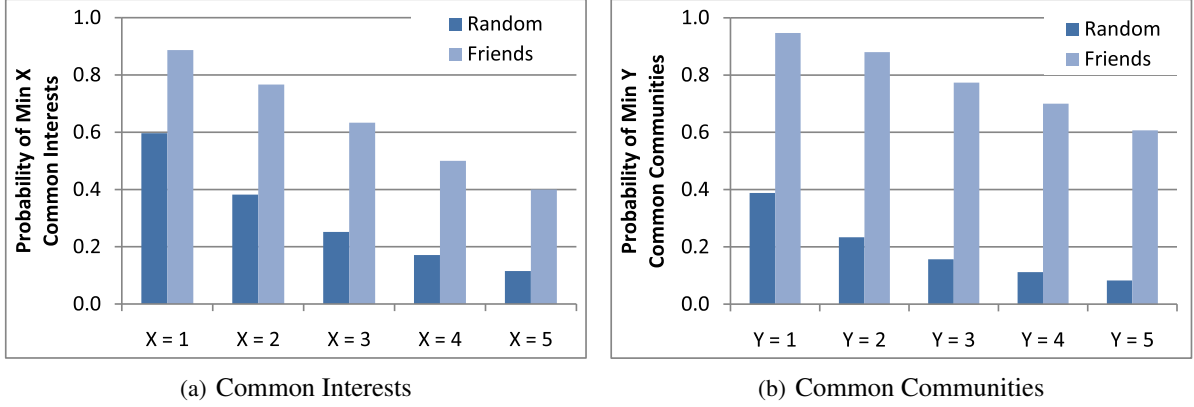 Probability of Min X
Common Interests
1.0
0.8
0.6
0.4
0.2
0.0
Random
Friends
X = 1 X = 2 X = 3 X = 4 X = 5
(a) Common Interests
Probability of Min Y
Common Communities
1.0
0.8
0.6
0.4
0.2
0.0
Random
Friends
Y = 1 Y = 2 Y = 3 Y = 4 Y = 5
(b) Common Communities